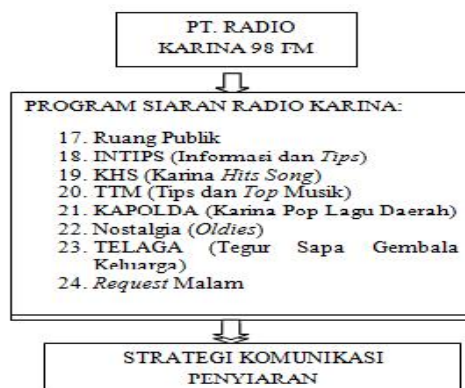 PT. RADIO
KARINA 98 FM
PROGRAM SIARAN RADIO KARINA:
17. Ruang Publik
18. INTIPS (Informasi dan Tips)
19. KHS (Karina Hits Song)
20. TTM (Tips dan Top Musik)
21. KAPOLDA (Karina Pop Lagu Daerah)
22. Nostalgia (Oldies)
23. TELAGA (Tegur Sapa Gembala
Keluarga)
24. Request Malam
STRATEGI KOMUNIKASI
PENYIARAN